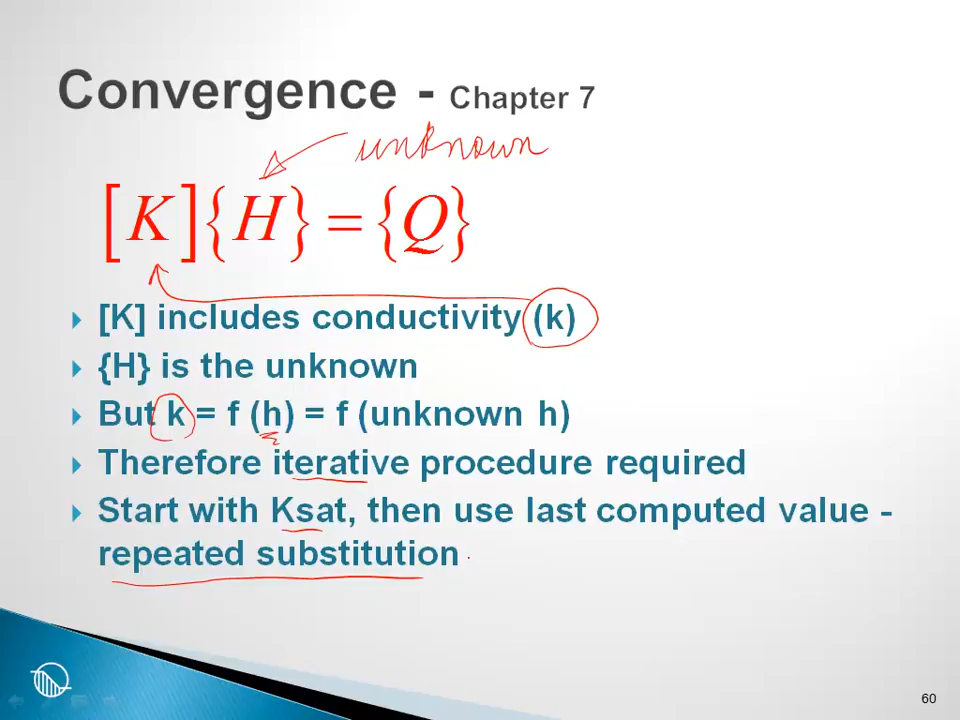 Convergence - Chapter 7
unknown
[K]{H} = {Q}
[K] includes conductivity (k)
{H} is the unknown
But k = f (h) = f (unknown h)
Therefore iterative procedure required
Start with Ksat, then use last computed value -
repeated substitution
60